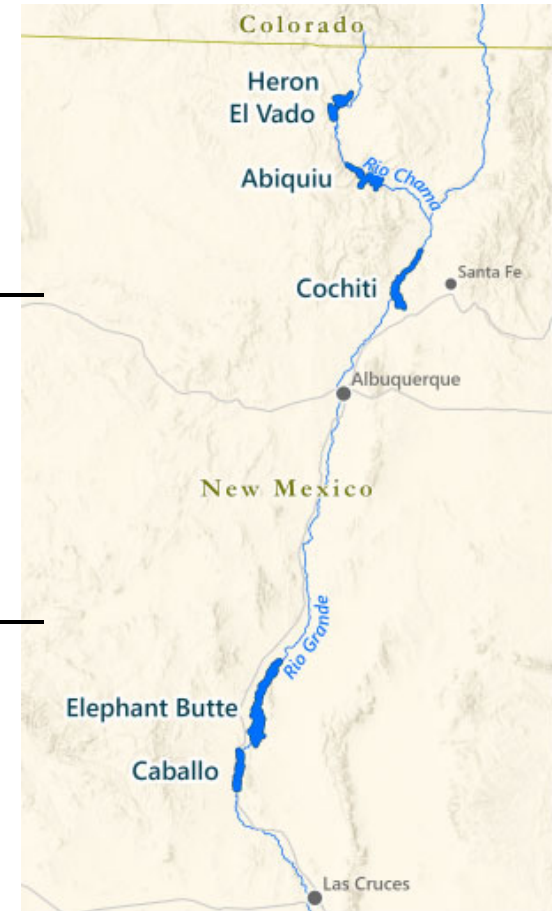 Colorado
Heron
El Vado
Abiquiu
Rio Chama
Cochiti
Santa Fe
Albuquerque
New Mexico
Rio Grande
Elephant Butte
Caballo
Las Cruces